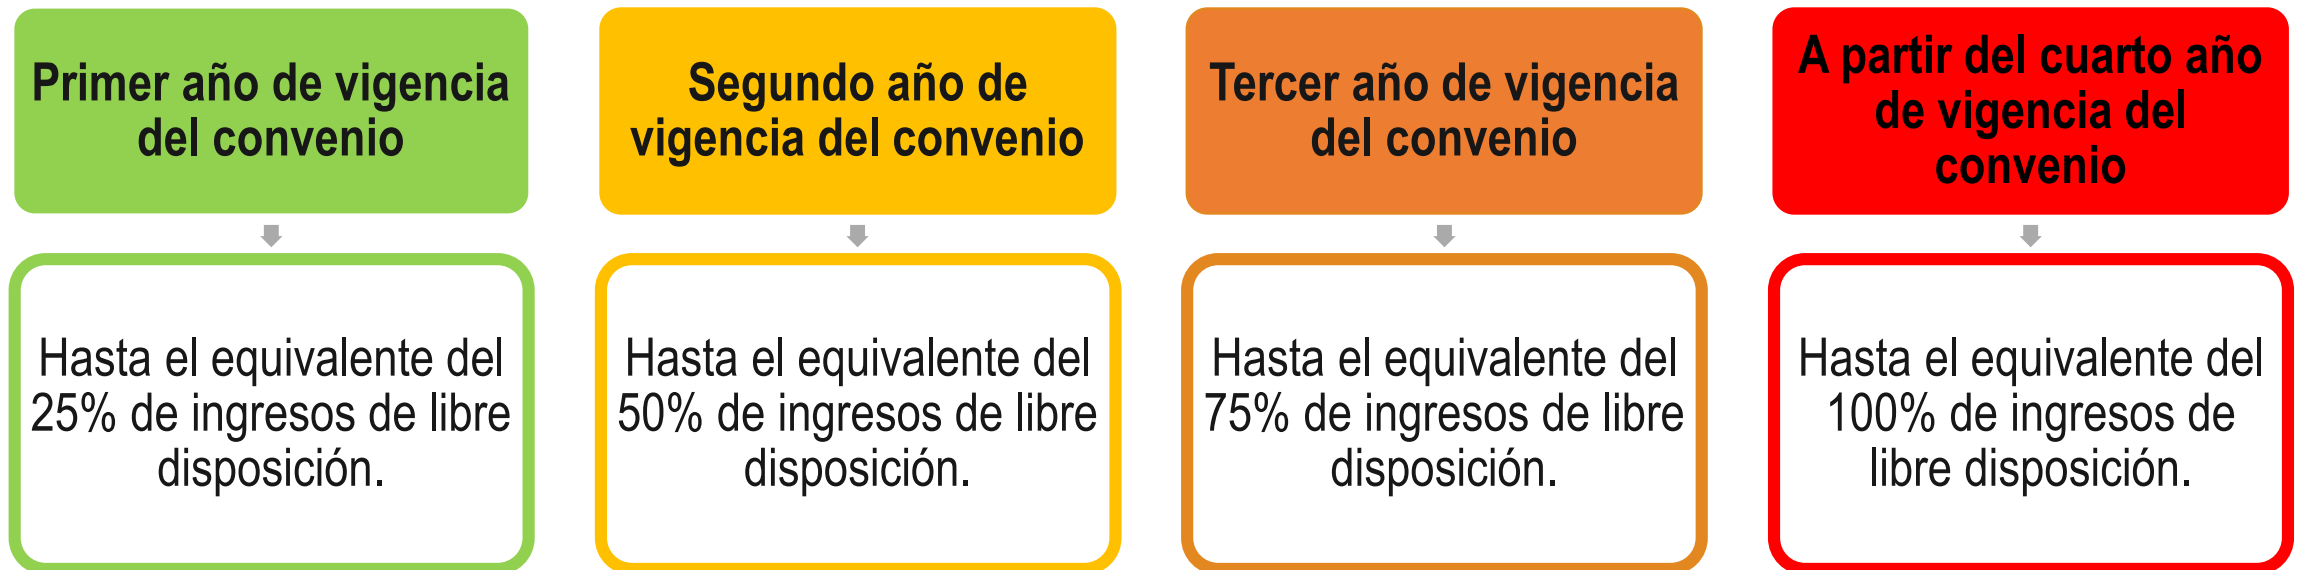 Primer año de vigencia
del convenio
Hasta el equivalente del
25% de ingresos de libre
disposición.
Segundo año de
vigencia del convenio
Hasta el equivalente del
50% de ingresos de libre
disposición.
Tercer año de vigencia
del convenio
Hasta el equivalente del
75% de ingresos de libre
disposición.
A partir del cuarto año
de vigencia del
convenio
Hasta el equivalente del
100% de ingresos de
libre disposición.